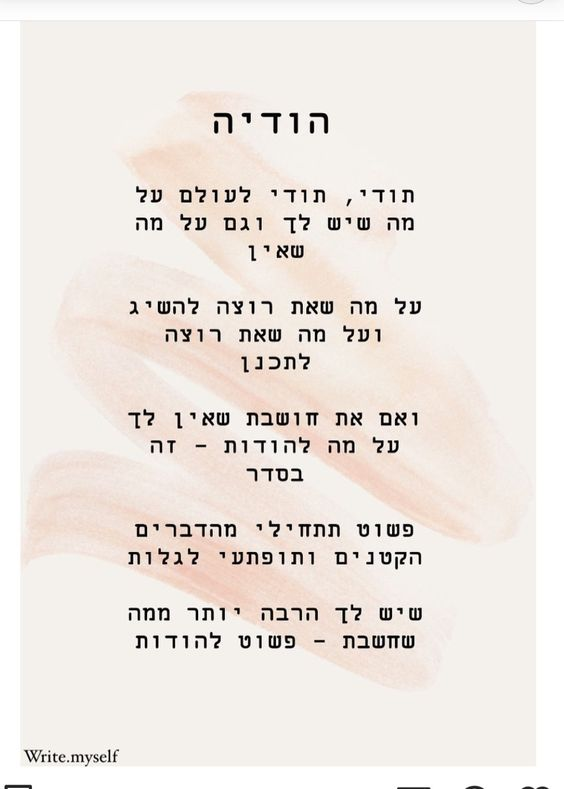 הודיה
תודי, תודי לעולם על
מה שיש לך וגם על מה
שאין
על מה שאת רוצה להשיג
ועל מה שאת רוצה
לתכנן
ואם את חושבת שאין לך
על מה להודות - זה
בסדר
פשוט תתחילי מהדברים
הקטנים ותופתעי לגלות
שיש לך הרבה יותר ממה
שחשבת - פשוט להודות
Write.myself